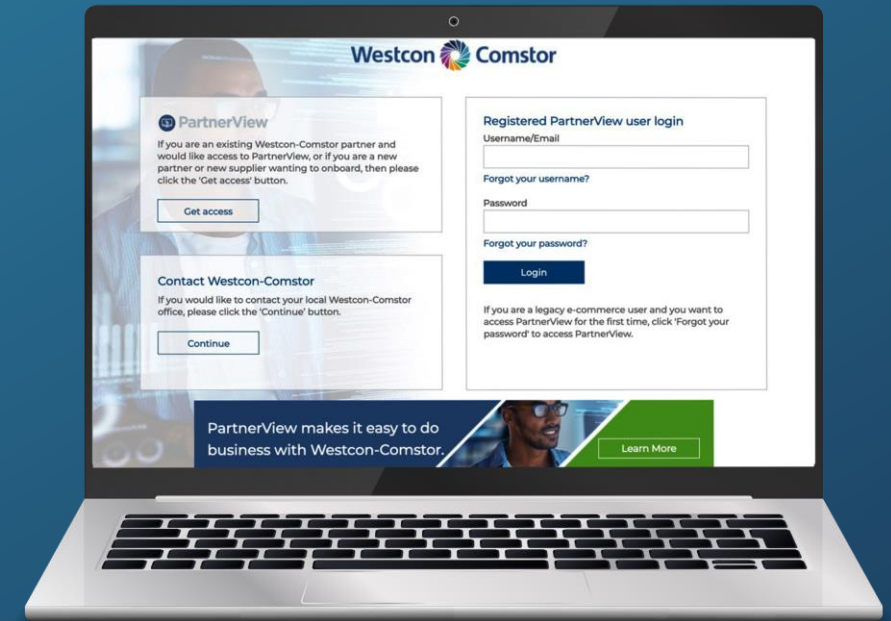 Westcon Comstor
PartnerView
If you are an existing Westcon-Comstor partner and
would like access to PartnerView, or if you are a new
partner or new supplier wanting to onboard, then please
click the 'Get access' button.
Get access
Contact Westcon-Comstor
If you would like to contact your local Westcon-Comstor
office, please click the 'Continue' button.
Continue
Registered PartnerView user login
Username/Email
Forgot your username?
Password
Forgot your password?
Login
If you are a legacy e-commerce user and you want to
access PartnerView for the first time, click 'Forgot your
password' to access PartnerView.
PartnerView makes it easy to do
business with Westcon-Comstor.
Learn More